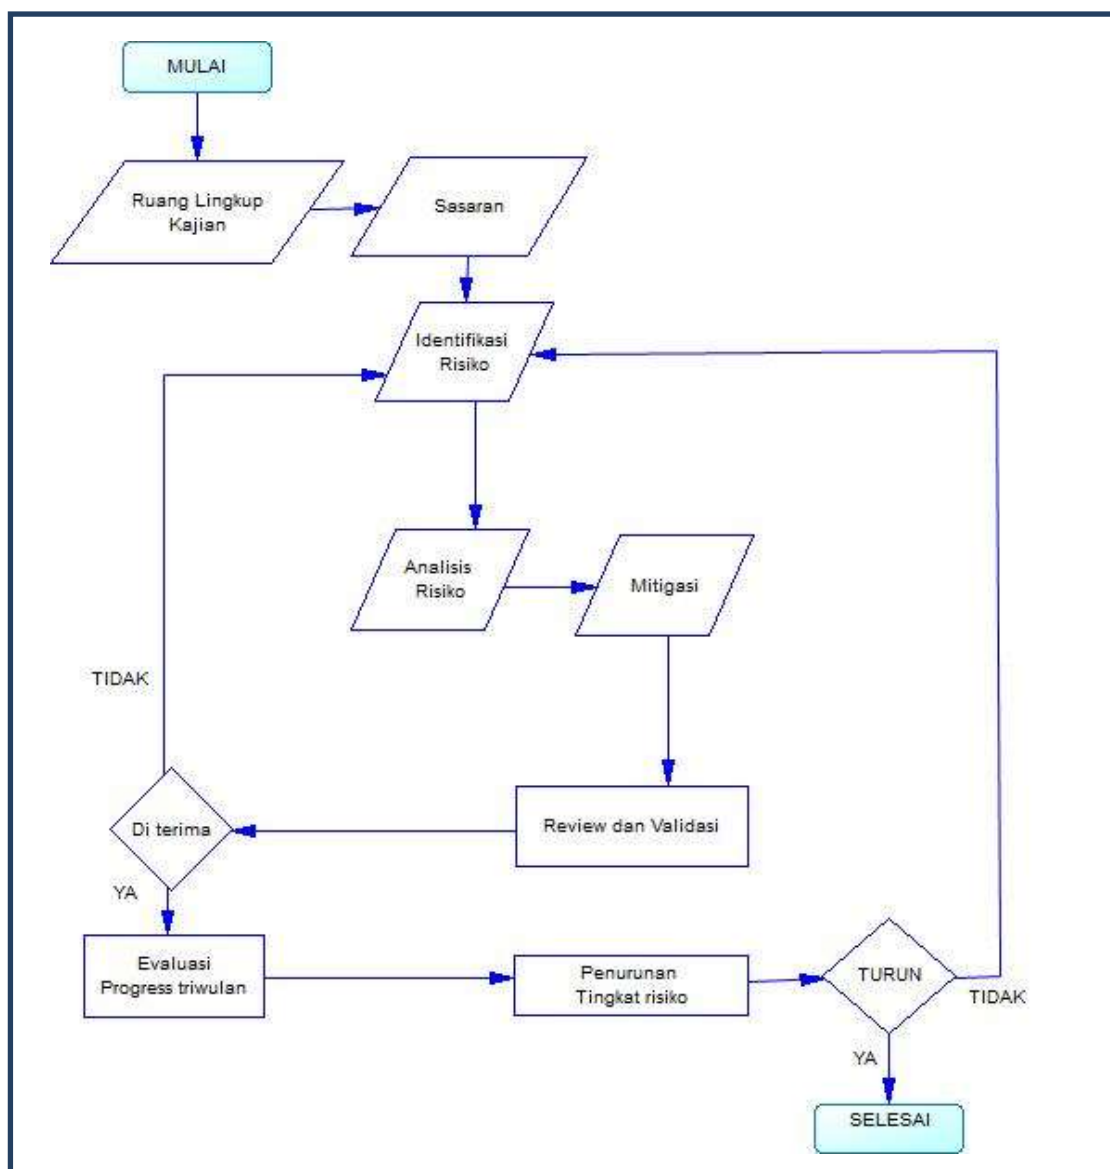 MULAI
Ruang Lingkup
Kajian
Sasaran
Identifikasi
Risiko
Analisis
Risiko
Mitigasi
TIDAK
Review dan Validasi
Di terima
YA
Evaluasi
Progress triwulan
Penurunan
Tingkat risiko
TURUN
TIDAK
YA
SELESAI